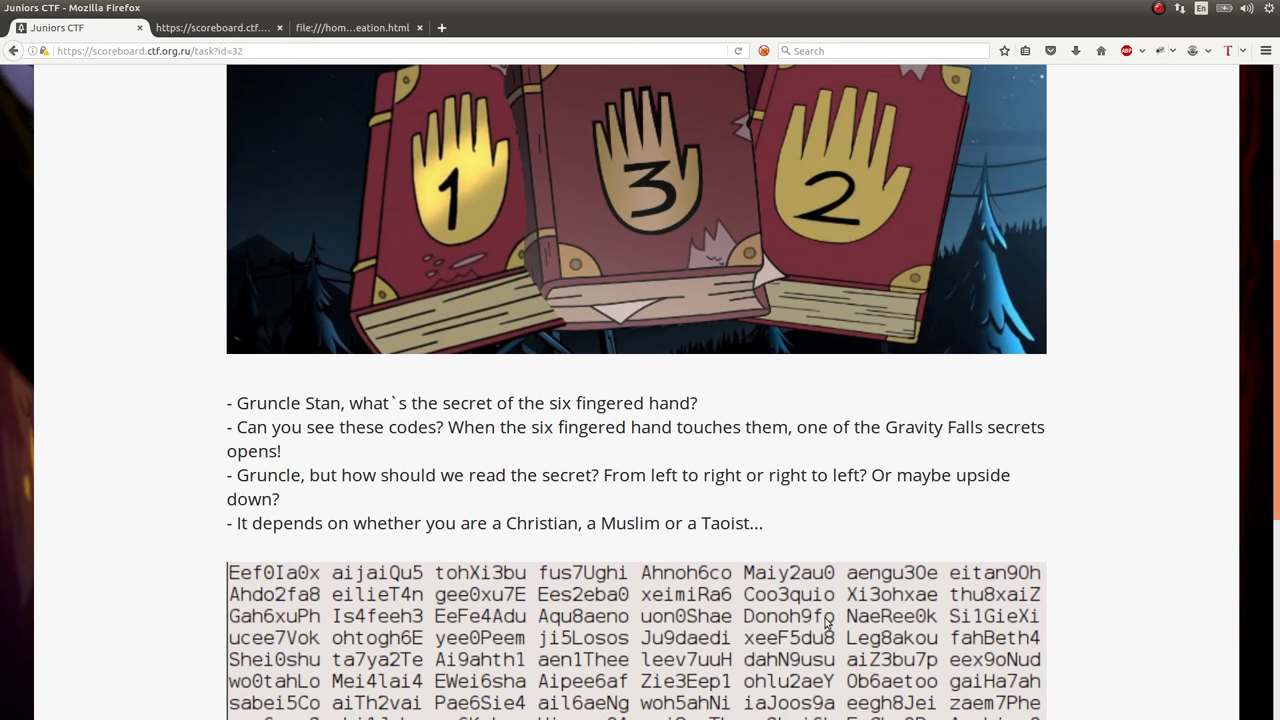 Juniors CTF - Mozilla Firefox
En
Juniors CTF × https://scoreboard.ctf.... × file:///hom...eation.html × +
https://scoreboard.ctf.org.ru/task?id=32
Search
ABP
T
1 3 2
- Gruncle Stan, what`s the secret of the six fingered hand?
- Can you see these codes? When the six fingered hand touches them, one of the Gravity Falls secrets
opens!
- Gruncle, but how should we read the secret? From left to right or right to left? Or maybe upside
down?
- It depends on whether you are a Christian, a Muslim or a Taoist...
Eef0Ia0x aijaiQu5 tohXi3bu fus7Ughi Ahnoh6co Maiy2au0 aengu3Oe eitan9Oh
Ahdo2fa8 eilieT4n gee0xu7E Ees2eba0 xeimiRa6 Coo3quio Xi3ohxae thu8xaiZ
Gah6xuPh Is4feeh3 EeFe4Adu Aqu8aeno uon0Shae Donoh9fo NaeRee0k Si1GieXi
ucee7Vok ohtogh6E yee0Peem ji5Losos Ju9daedi xeeF5du8 Leg8akou fahBeth4
Shei0shu ta7ya2Te Ai9ahth1 aen1Thee leev7uuH dahN9usu aiZ3bu7p eex9oNud
wo0tahLo Mei4lai4 EWei6sha Aipee6af Zie3Eep1 ohlu2aeY Ob6aetoo gaiHa7ah
sabei5Co aiTh2vai Pae6Sie4 ail6aeNg woh5ahNi iaJoos9a eegh8Jei zaem7Phe